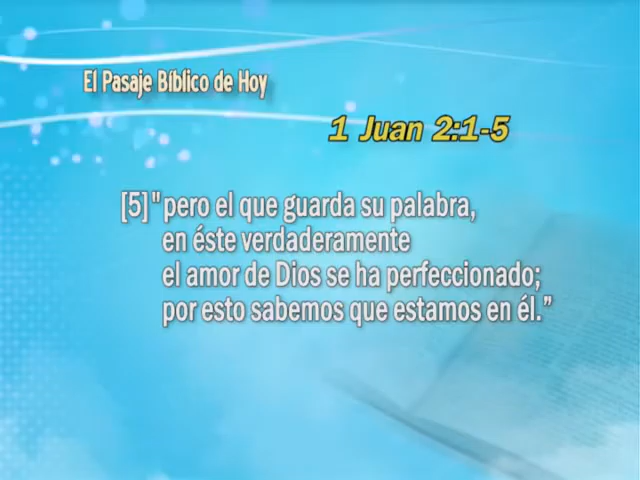 El Pasaje Bíblico de Hoy
1 Juan 2:1-5
[5]"pero el que guarda su palabra,
en éste verdaderamente
el amor de Dios se ha perfeccionado;
por esto sabemos que estamos en él.”